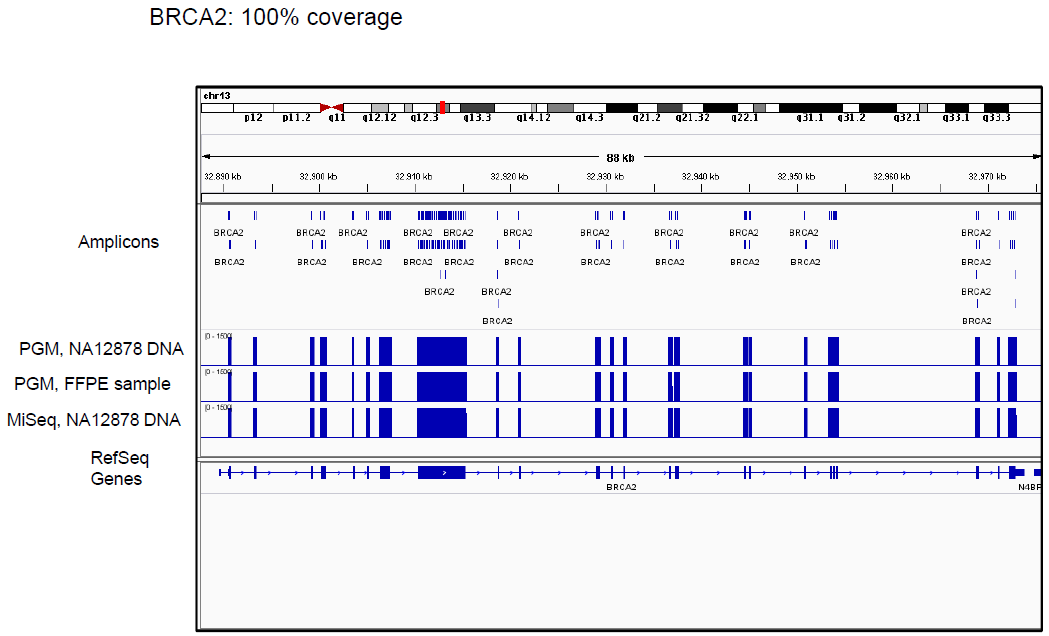 BRCA2: 100% coverage
chr13
p12 p11.2 q11 q12.12 q12.3 q13.3 q14.12 q14.3 q21.2 q21.32 q22.1 q31.1 q31.2 q32.1 q33.1 q33.3
88 kb
32.890 kb 32.900 kb 32.910 kb 32.920 kb 32.930 kb 32.940 kb 32.950 kb 32.960 kb 32.970 kb
Amplicons
BRCA2 BRCA2 BRCA2 BRCA2 BRCA2 BRCA2 BRCA2 BRCA2 BRCA2 BRCA2 BRCA2
BRCA2 BRCA2 BRCA2 BRCA2 BRCA2 BRCA2 BRCA2 BRCA2 BRCA2 BRCA2 BRCA2
BRCA2 BRCA2 BRCA2
BRCA2 BRCA2
PGM, NA12878 DNA
[0 - 1500]
PGM, FFPE sample
[0 - 1500]
MiSeq, NA12878 DNA
[0 - 1500]
RefSeq
Genes
BRCA2 N4BP